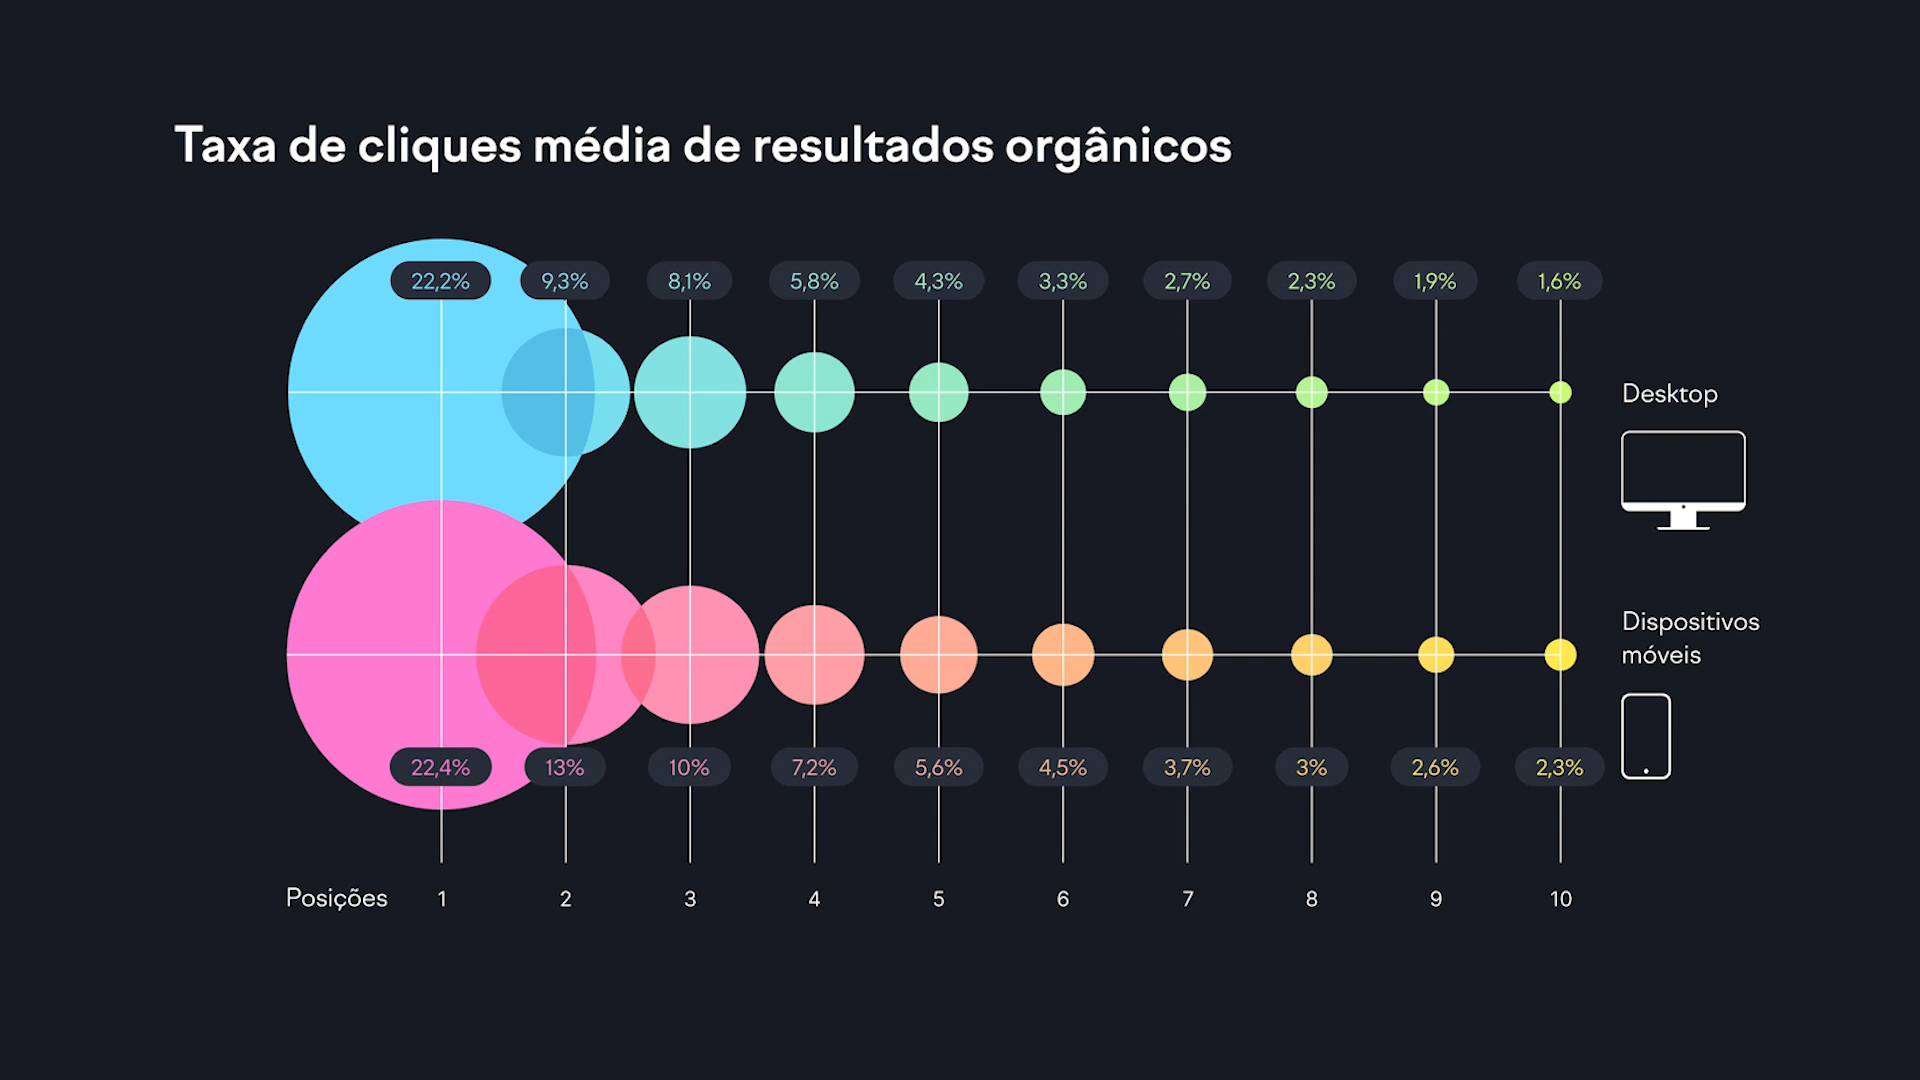 Taxa de cliques média de resultados orgânicos
22,2% 9,3% 8,1% 5,8% 4,3% 3,3% 2,7% 2,3% 1,9% 1,6%
Desktop
Dispositivos
móveis
22,4% 13% 10% 7,2% 5,6% 4,5% 3,7% 3% 2,6% 2,3%
Posições 1 2 3 4 5 6 7 8 9 10